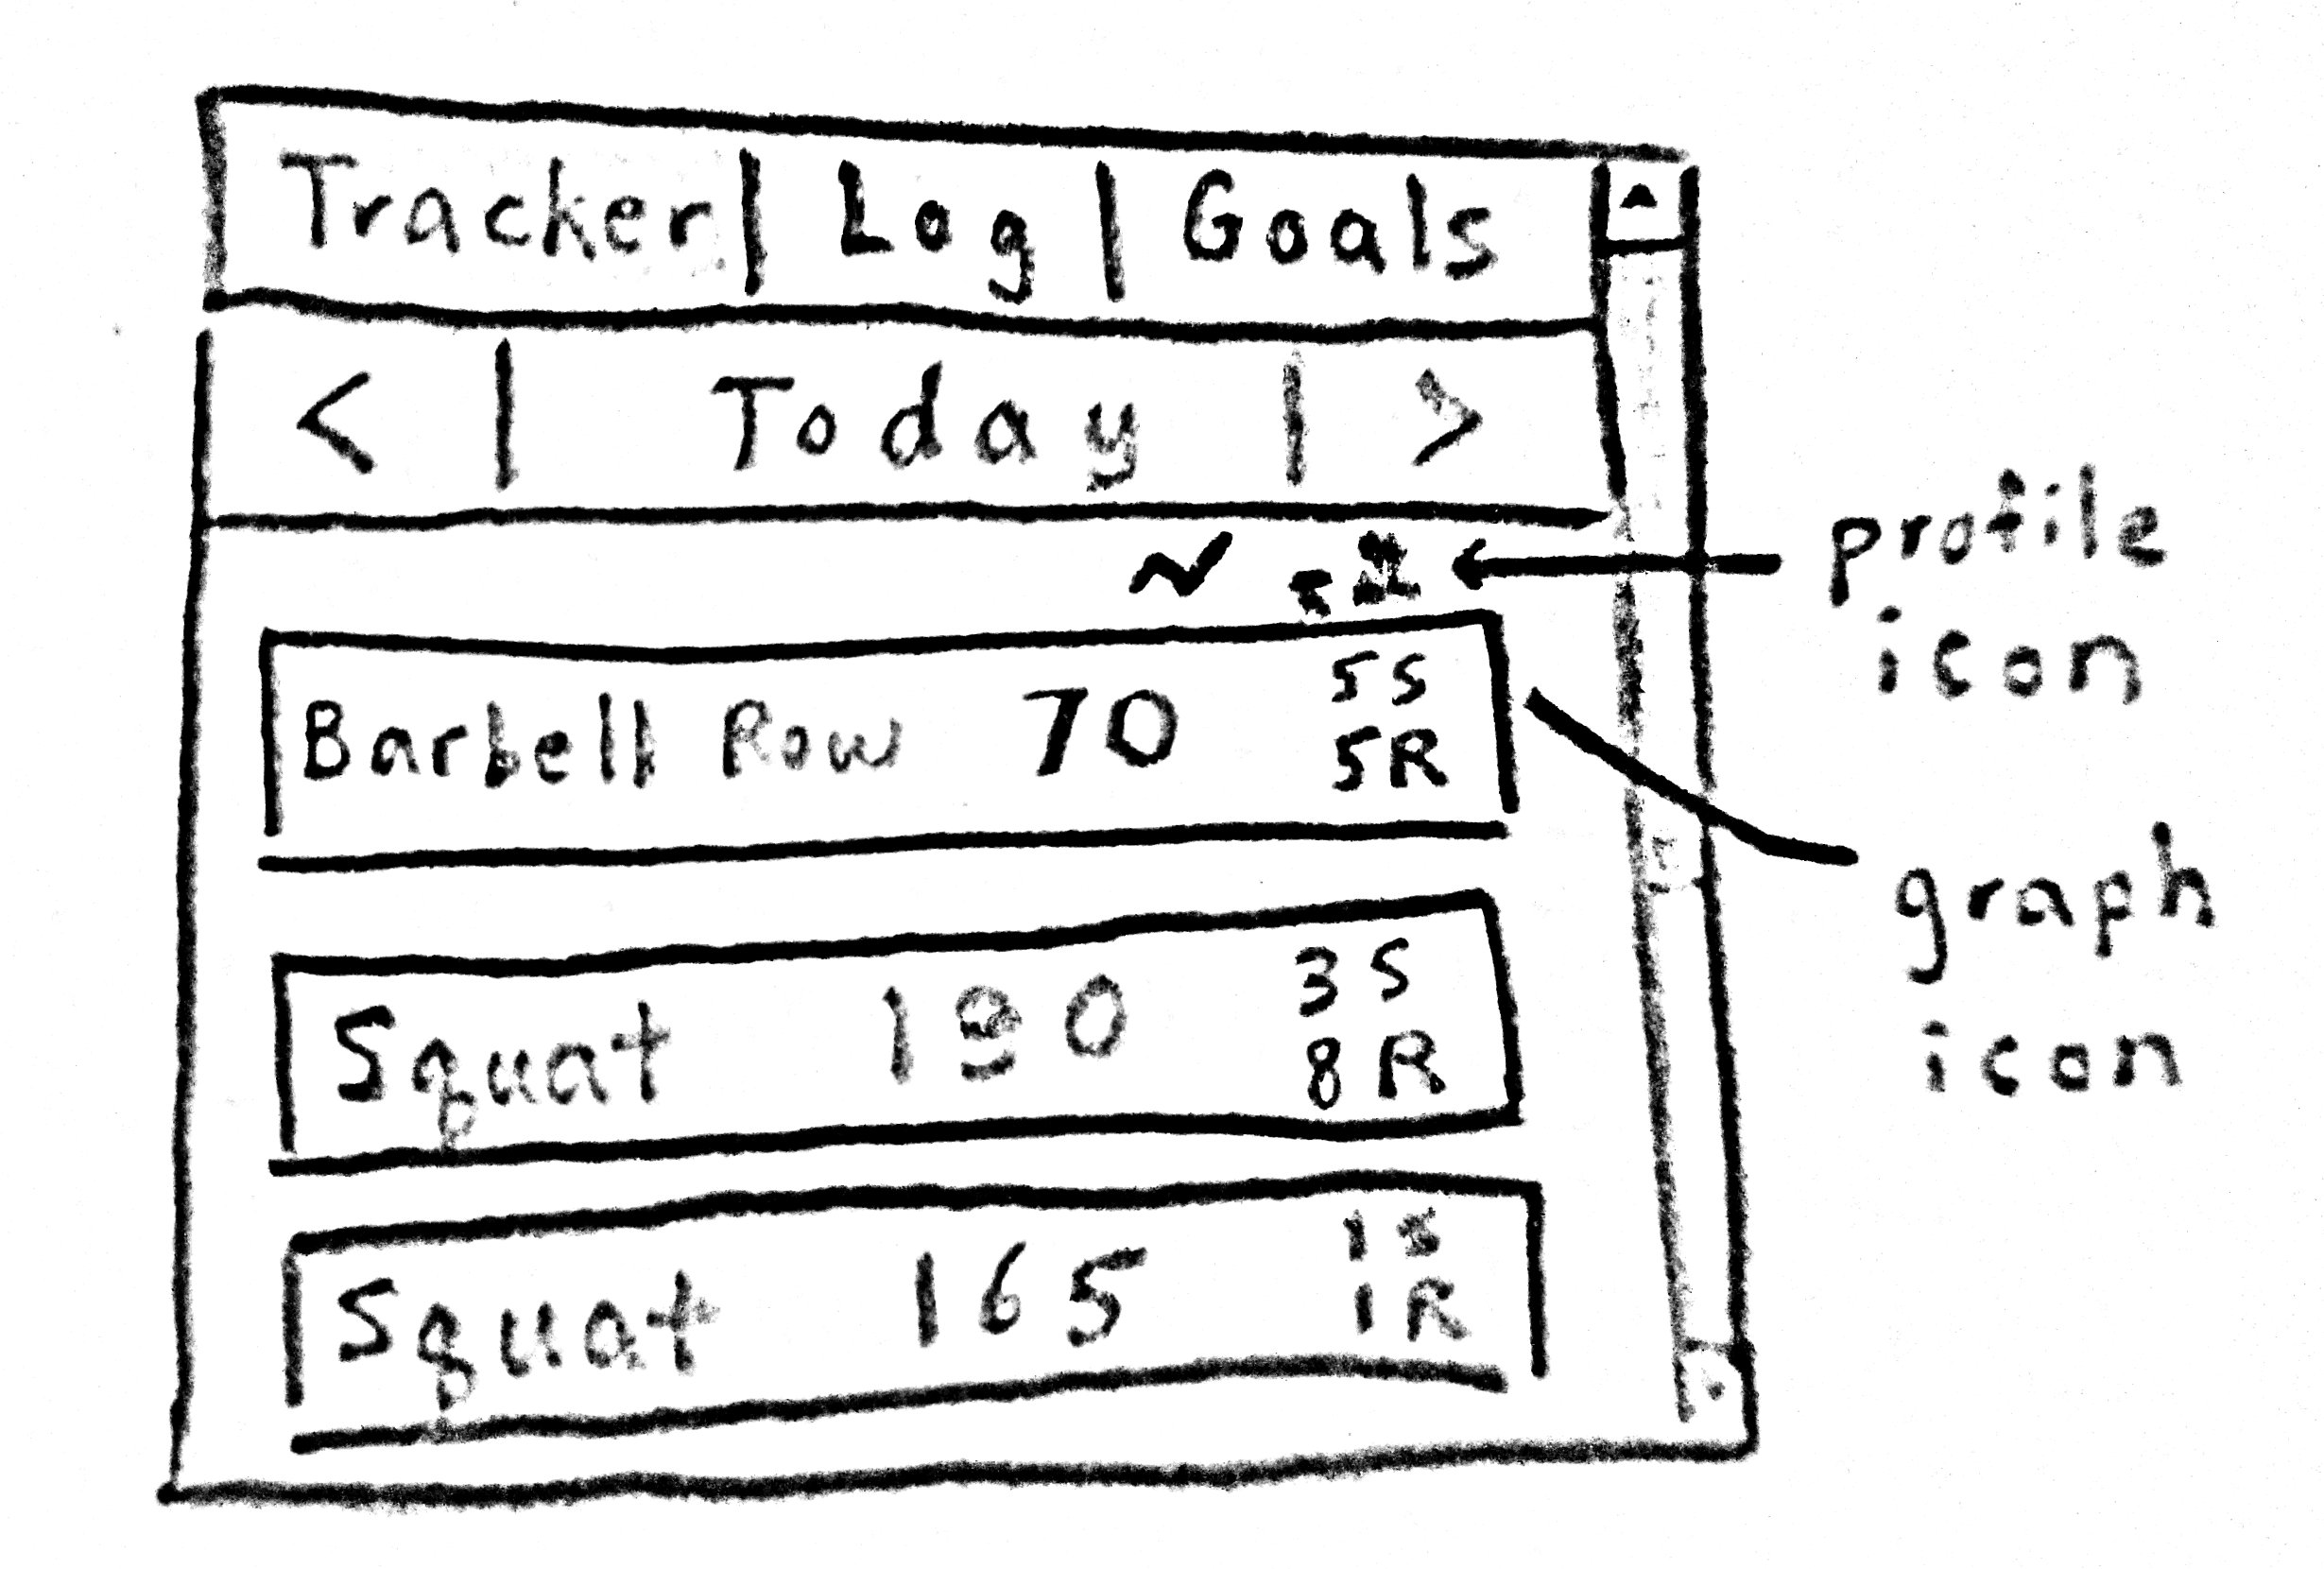 Tracker | Log | Goals
< | Today | >
profile
icon
Barbell Row 70 5S
5R
graph
icon
Squat 3S
8R
Squat 165 1S
1R